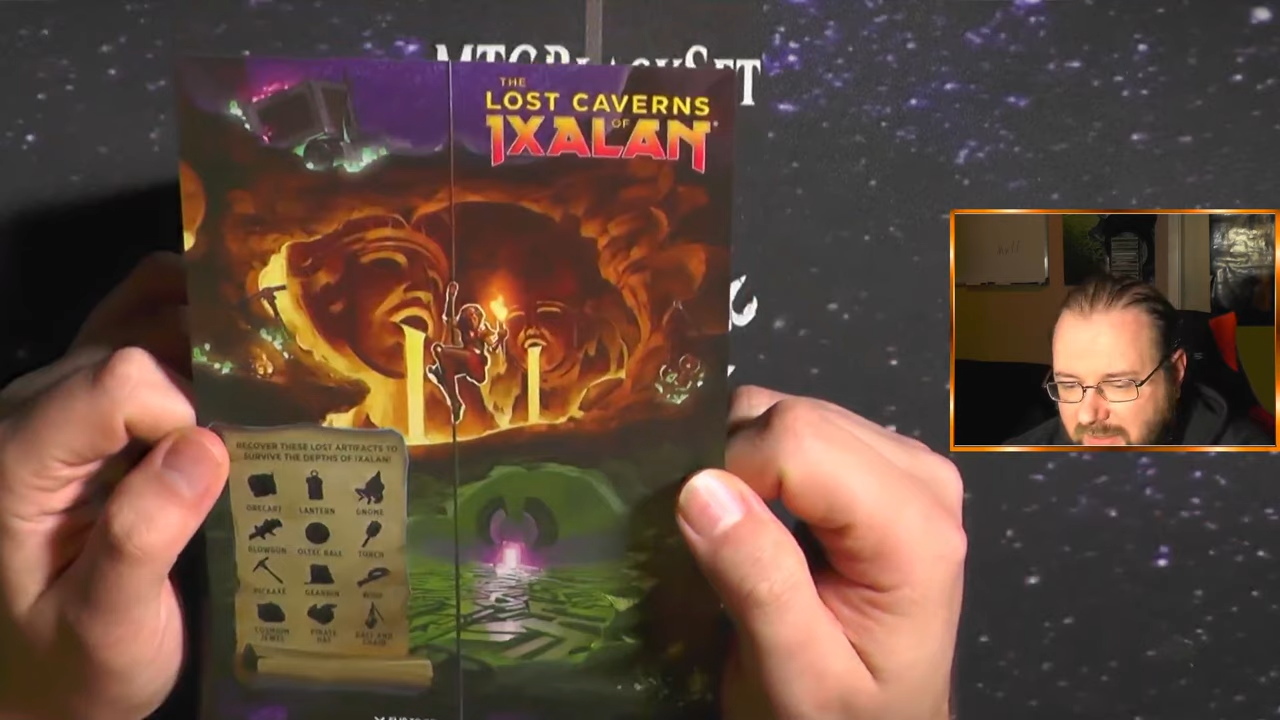 MTGBLACKSET
THE
LOST CAVERNS
OF
IXALAN
RECOVER THESE LOST ARTIFACTS TO
SURVIVE THE DEPTHS OF IXALAN!
ORECART LANTERN GNOME
BLOWGUN OLTEC BALL TORCH
PICKAXE ROPE
COSMIUM JEWEL
PIRATE HAT
BALL AND CHAIN